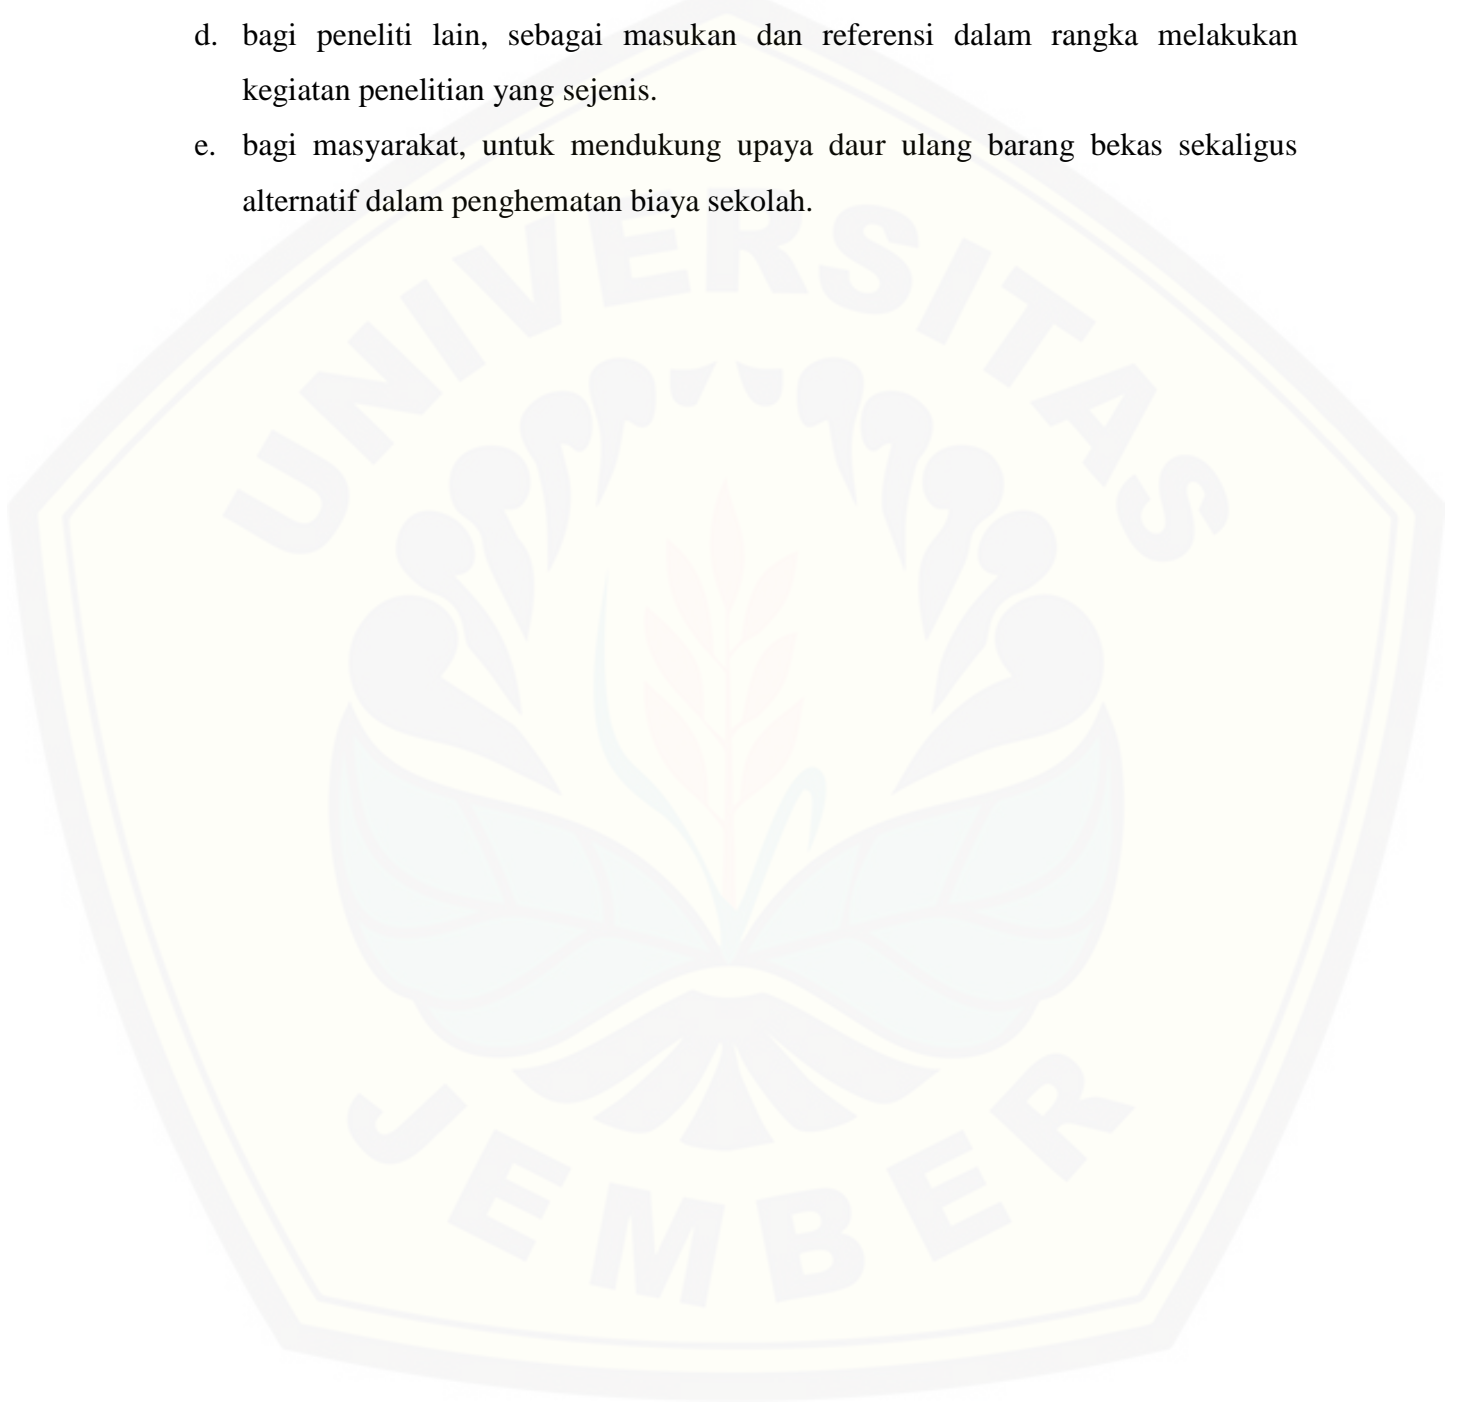 d. bagi peneliti lain, sebagai masukan dan referensi dalam rangka melakukan
kegiatan penelitian yang sejenis.
e. bagi masyarakat, untuk mendukung upaya daur ulang barang bekas sekaligus
alternatif dalam penghematan biaya sekolah.
UNIVERSITAS
JEMBER